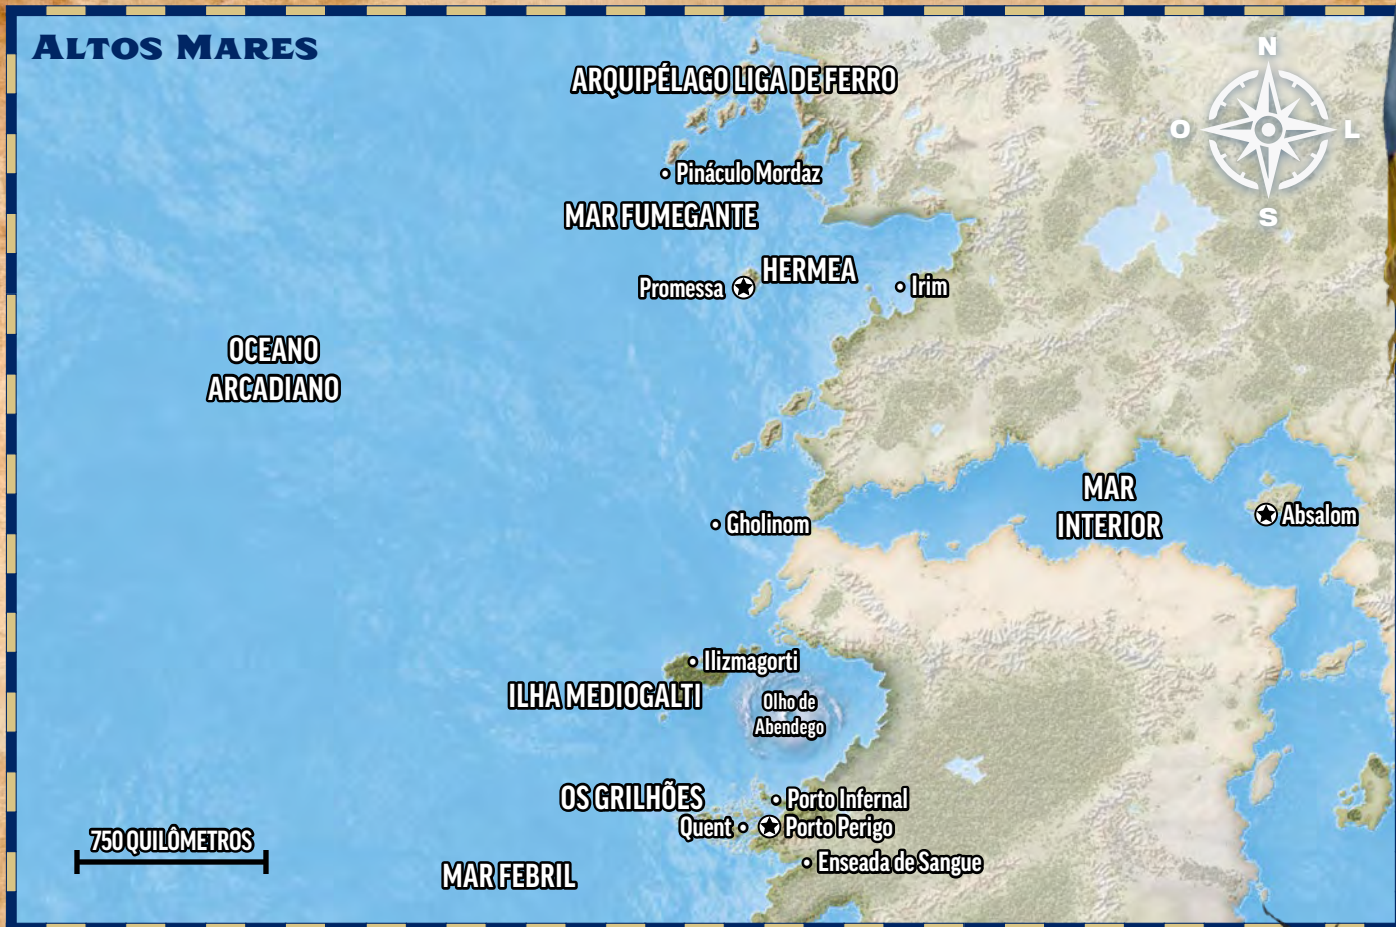 ALTOS MARES
N
O
L
S
ARQUIPÉLAGO LIGA DE FERRO
Pináculo Mordaz
MAR FUMEGANTE
HERMEA
Promessa
Irim
OCEANO
ARCADIANO
MAR
INTERIOR
Absalom
Gholinom
Ilizmagorti
ILHA MEDIOGALTI
Olho de
Abendego
OS GRILHÕES
Porto Infernal
Quent
Porto Perigo
Enseada de Sangue
750 QUILÔMETROS
MAR FEBRIL